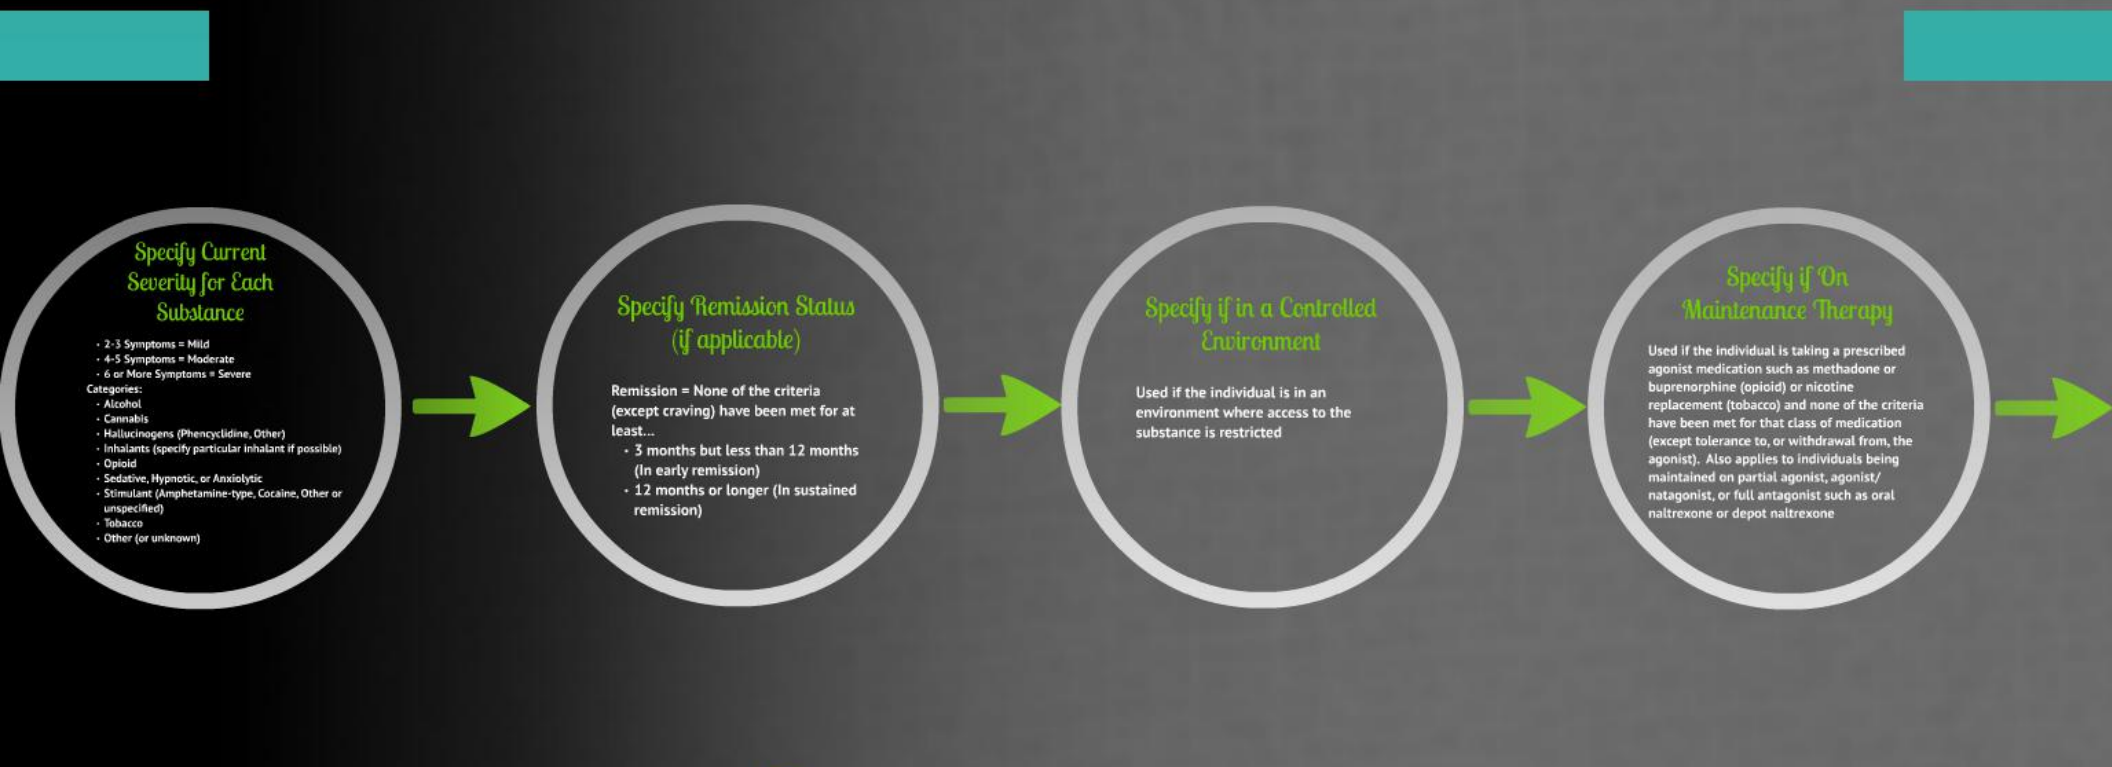 Specify Current
Severity for Each
Substance
• 2-3 Symptoms = Mild
• 4-5 Symptoms = Moderate
• 6 or More Symptoms = Severe
Categories:
• Alcohol
• Cannabis
• Hallucinogens (Phencyclidine, Other)
• Inhalants (specify particular inhalant if possible)
• Opioid
• Sedative, Hypnotic, or Anxiolytic
• Stimulant (Amphetamine-type, Cocaine, Other or
unspecified)
• Tobacco
• Other (or unknown)
Specify Remission Status
(if applicable)
Remission = None of the criteria
(except craving) have been met for at
least...
• 3 months but less than 12 months
(In early remission)
• 12 months or longer (In sustained
remission)
Specify if in a Controlled
Environment
Used if the individual is in an
environment where access to the
substance is restricted
Specify if On
Maintenance Therapy
Used if the individual is taking a prescribed
agonist medication such as methadone or
buprenorphine (opioid) or nicotine
replacement (tobacco) and none of the criteria
have been met for that class of medication
(except tolerance to, or withdrawal from, the
agonist). Also applies to individuals being
maintained on partial agonist, agonist/
natagonist, or full antagonist such as oral
naltrexone or depot naltrexone